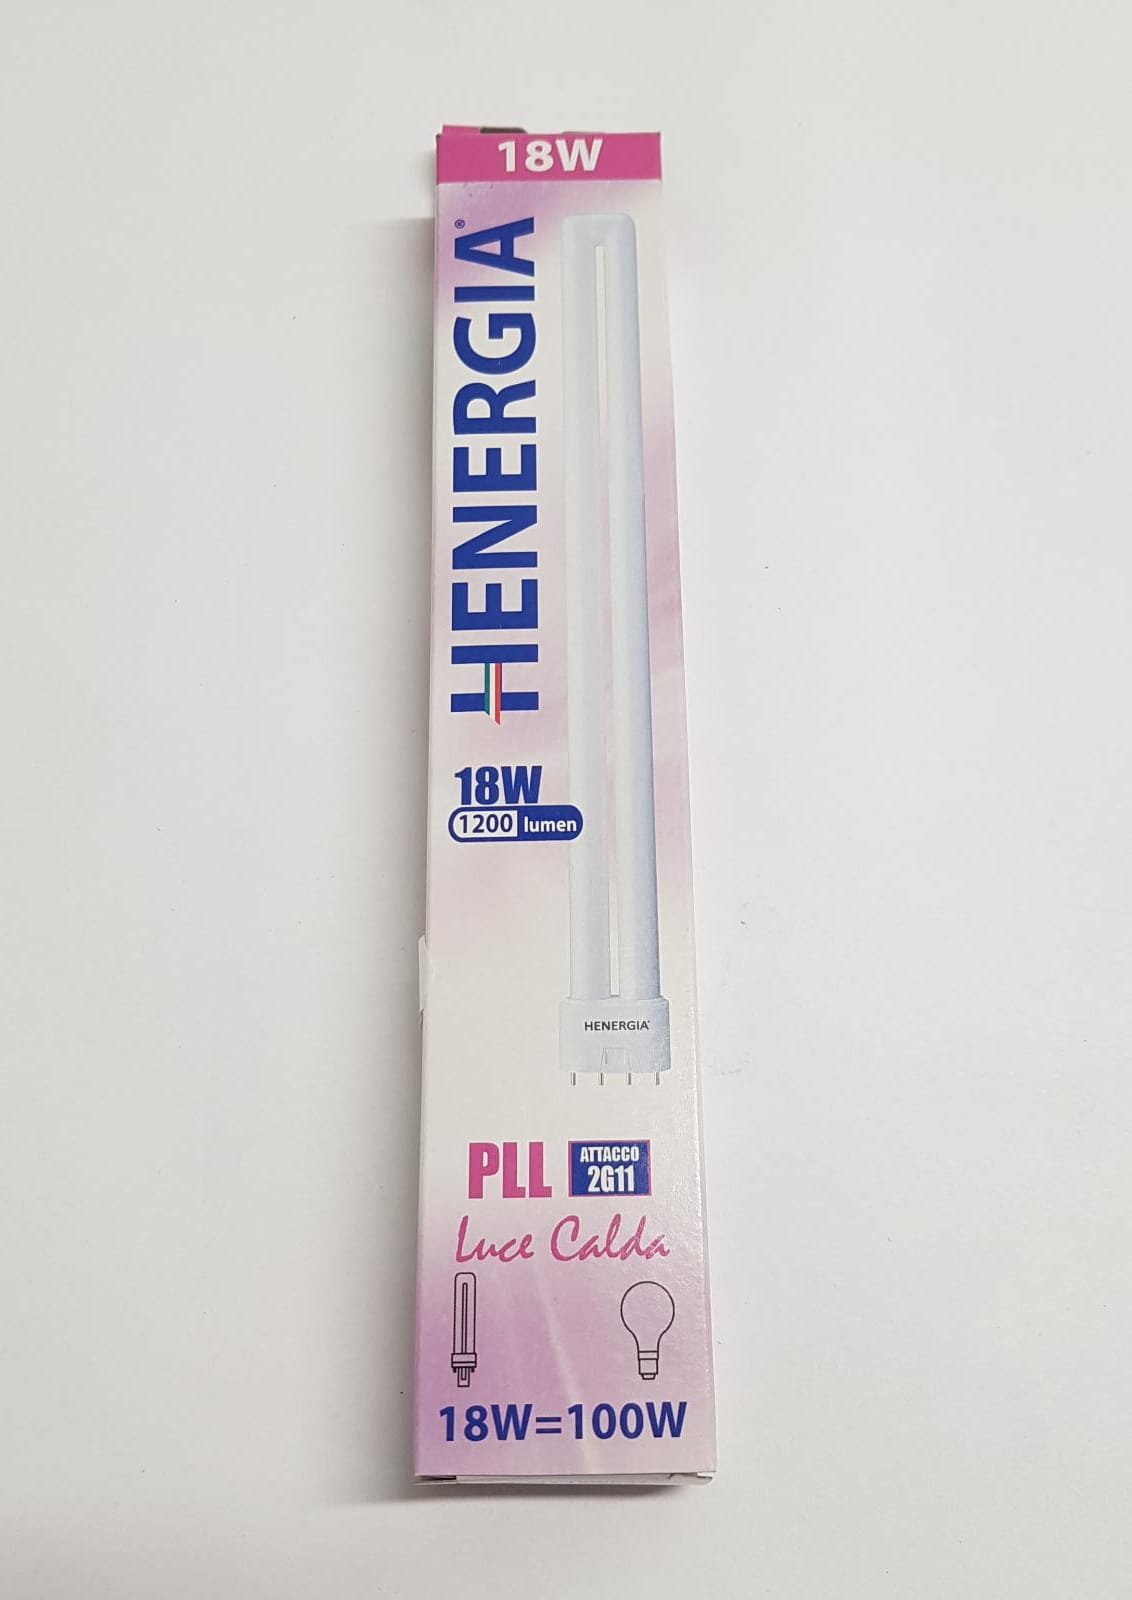 18W
HENERGIA®
18W
1200 lumen
HENERGIA®
PLL
ATTACCO
2G11
Luce Calda
18W=100W